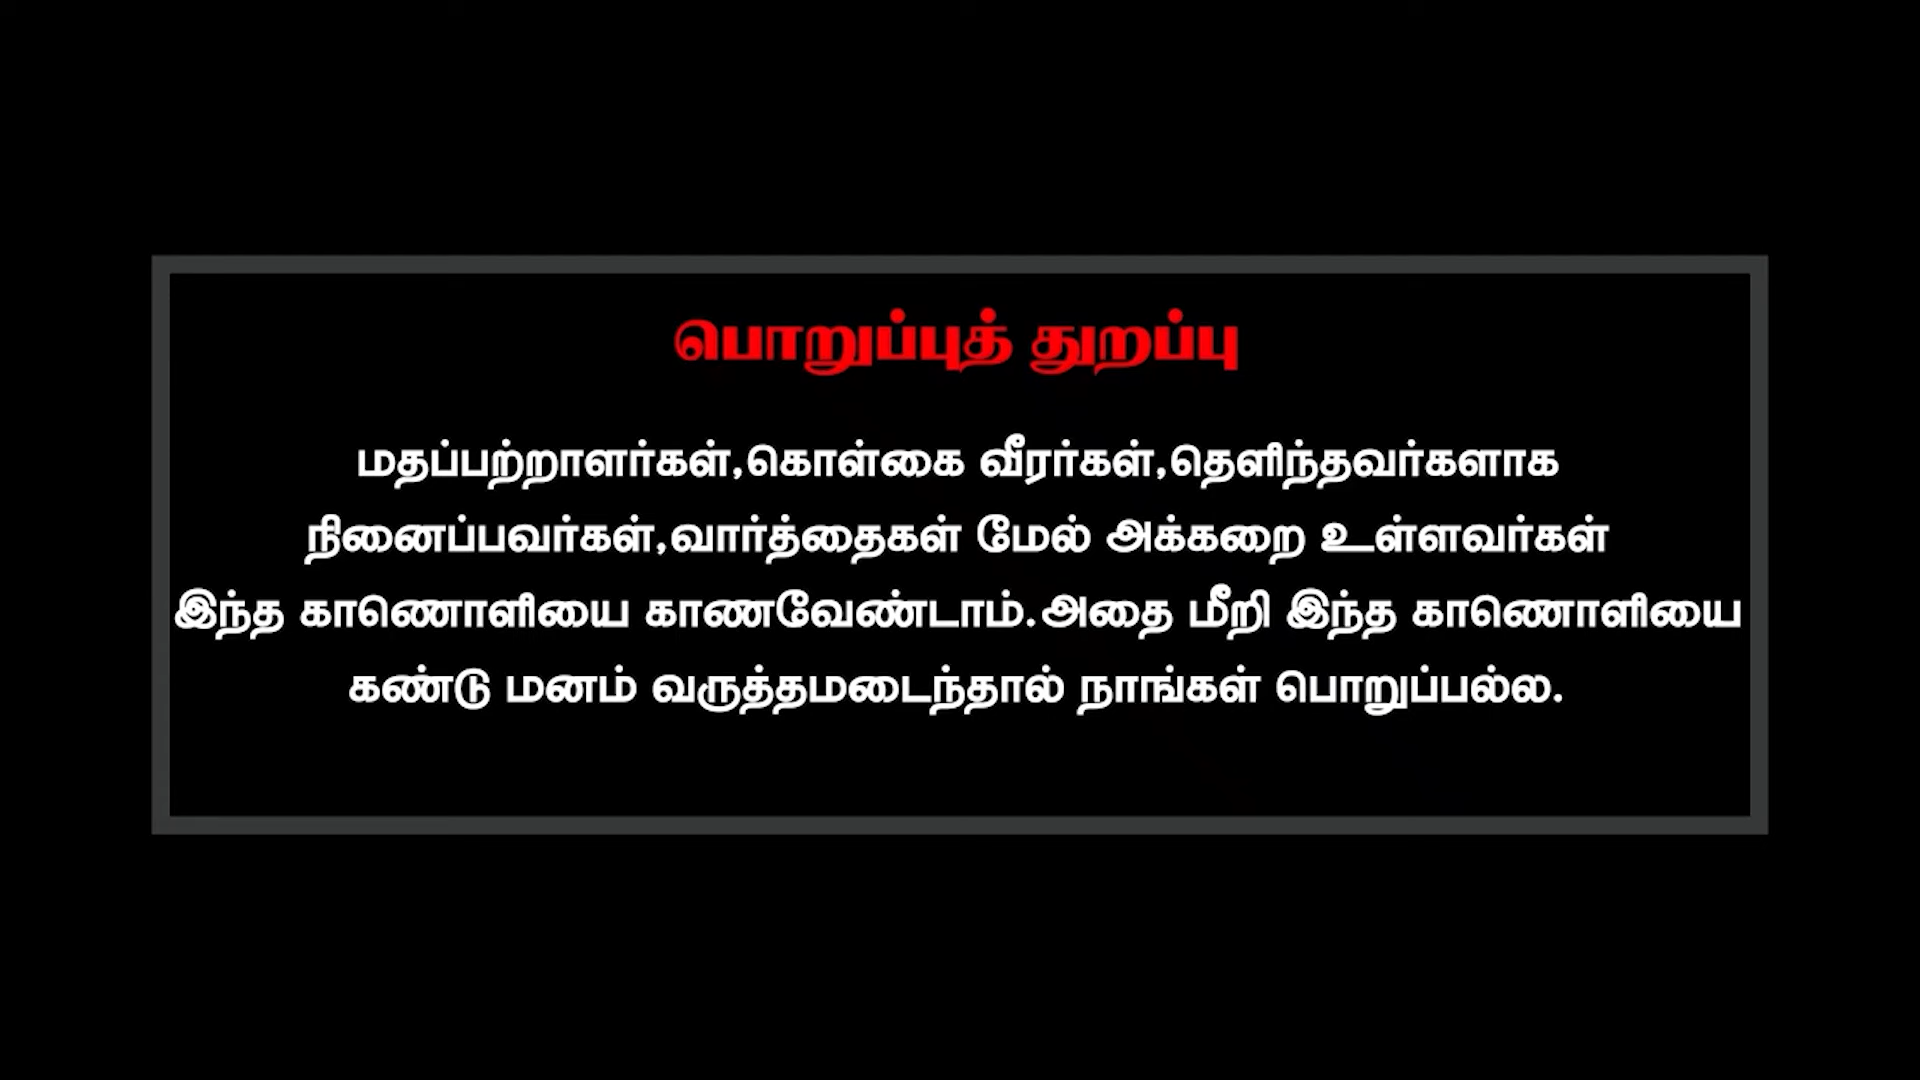 பொறுப்புத் துறப்பு
மதப்பற்றாளர்கள்,கொள்கை வீரர்கள்,தெளிந்தவர்களாக
நினைப்பவர்கள்,வார்த்தைகள் மேல் அக்கறை உள்ளவர்கள்
இந்த காணொளியை காணவேண்டாம்.அதை மீறி இந்த காணொளியை
கண்டு மனம் வருத்தமடைந்தால் நாங்கள் பொறுப்பல்ல.